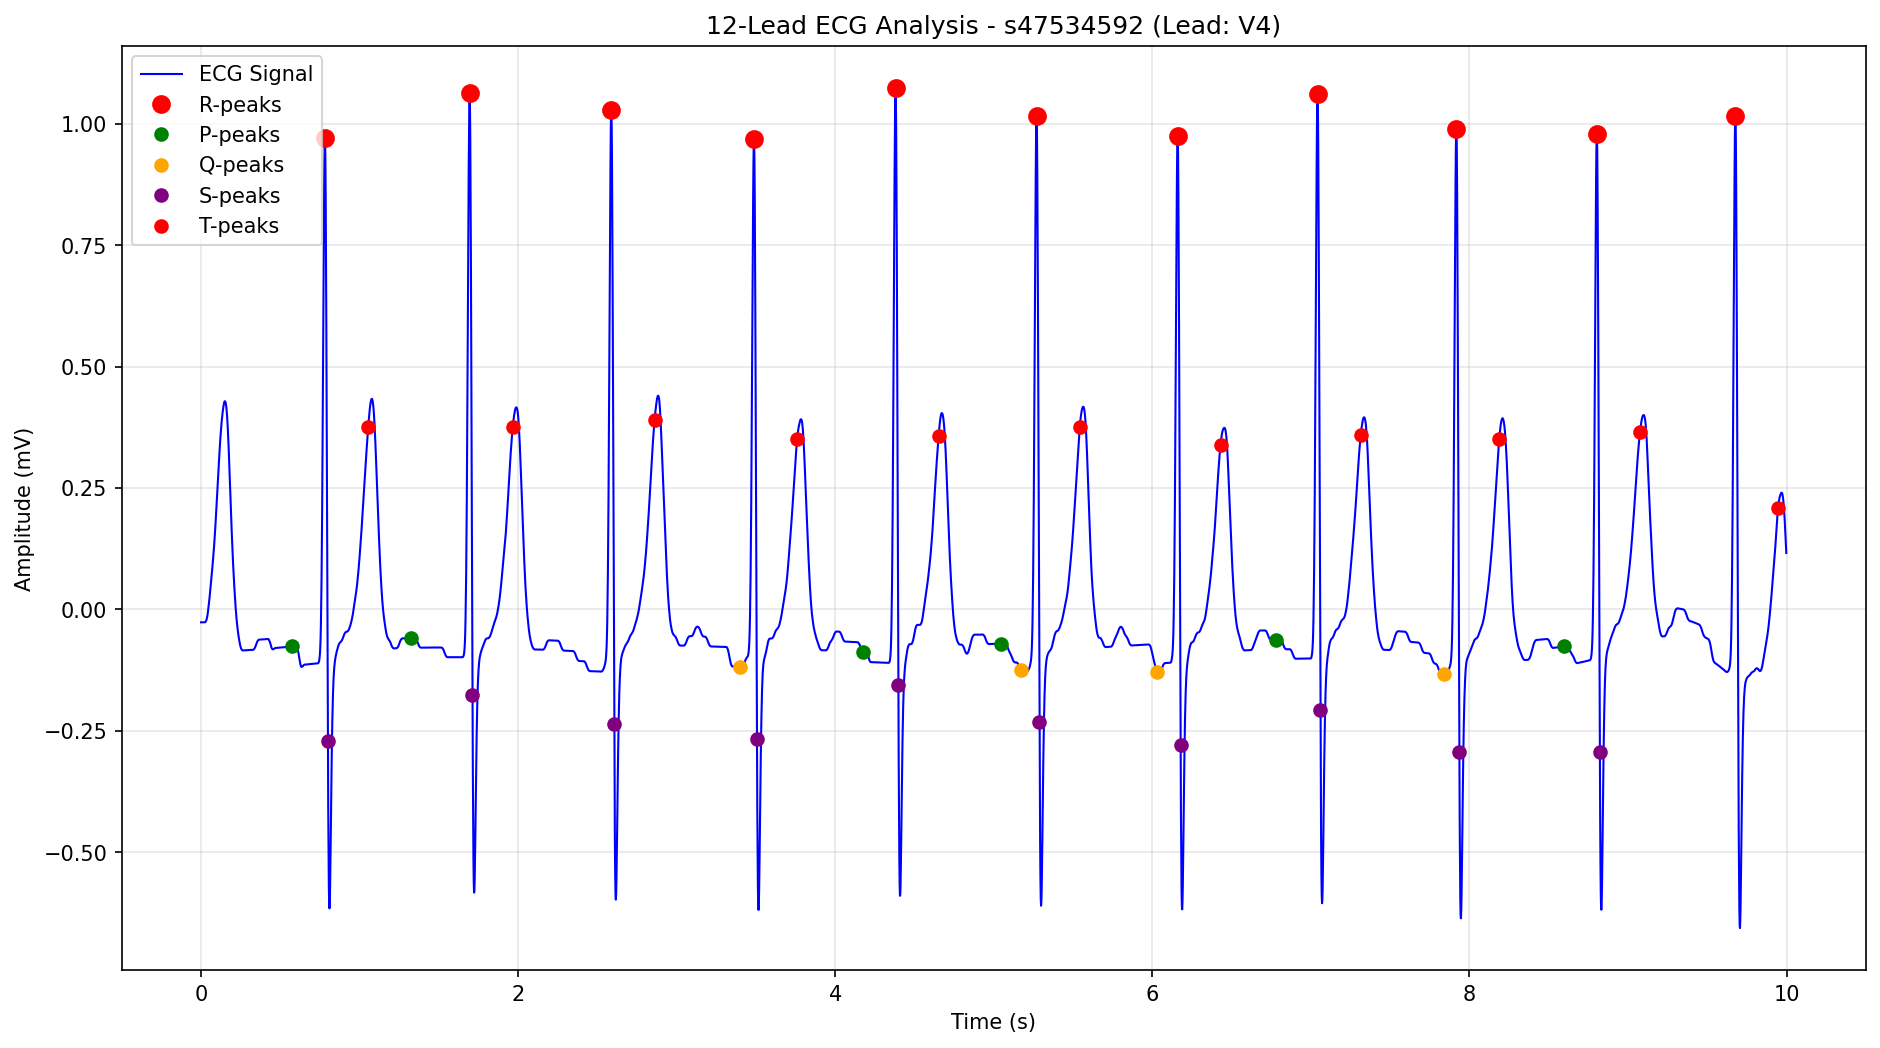 12-Lead ECG Analysis - s47534592 (Lead: V4)
ECG Signal
R-peaks
P-peaks
Q-peaks
S-peaks
T-peaks
1.00
0.75
0.50
0.25
0.00
−0.25
−0.50
Amplitude (mV)
0 2 4 6 8 10
Time (s)